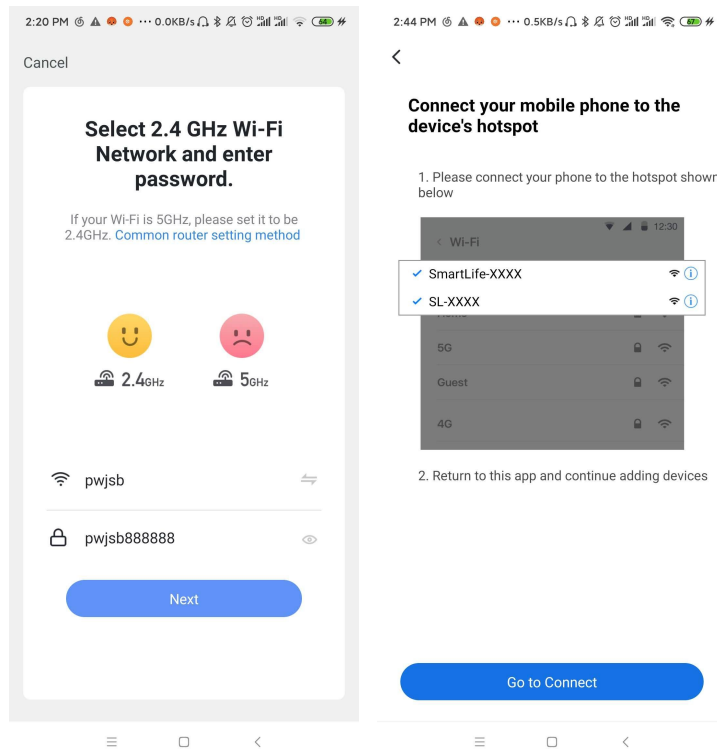 2:20 PM ··· 0.0KB/s HD HD 64
Cancel
Select 2.4 GHz Wi-Fi
Network and enter
password.
If your Wi-Fi is 5GHz, please set it to be
2.4GHz. Common router setting method
2.4GHz 5GHz
pwjsb
pwjsb888888
Next
2:44 PM ··· 0.5KB/s HD HD 67
Connect your mobile phone to the
device's hotspot
1. Please connect your phone to the hotspot shown
below
12:30
Wi-Fi
SmartLife-XXXX
SL-XXXX
5G
Guest
4G
2. Return to this app and continue adding devices
Go to Connect